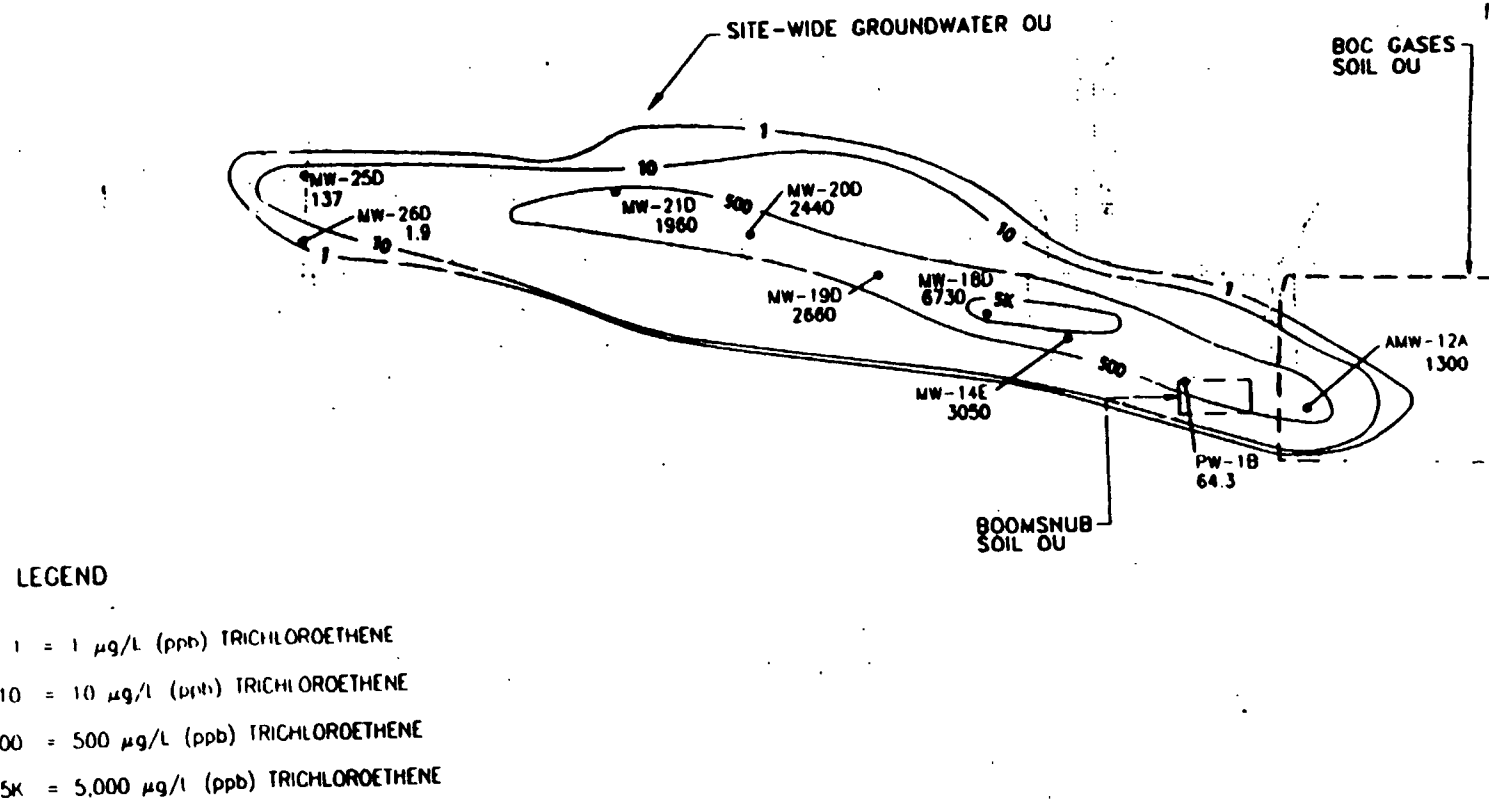 SITE-WIDE GROUNDWATER OU
BOC GASES
SOIL OU
1
10
MW-25D
137
MW-26D
1.9
10
1
MW-21D
1960
500
MW-20D
2440
10
MW-19D
2660
MW-18D
6730
5K
1
AMW-12A
1300
500
MW-14E
3050
PW-1B
64.3
BOOMSNUB
SOIL OU
LEGEND
1 = 1 µg/L (ppb) TRICHLOROETHENE
10 = 10 µg/L (ppb) TRICHLOROETHENE
00 = 500 µg/L (ppb) TRICHLOROETHENE
5K = 5,000 µg/L (ppb) TRICHLOROETHENE